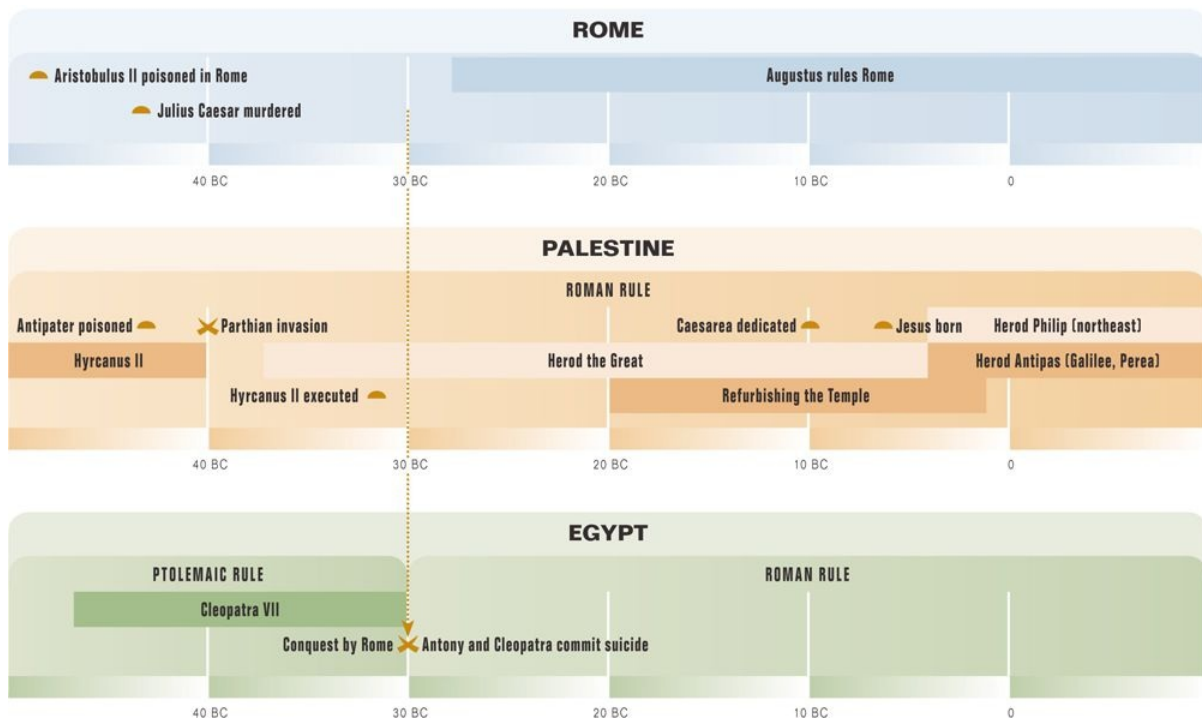 ROME
Aristobulus II poisoned in Rome
Augustus rules Rome
Julius Caesar murdered
40 BC
30 BC
20 BC
10 BC
0
PALESTINE
ROMAN RULE
Antipater poisoned
Parthian invasion
Caesarea dedicated
Jesus born
Herod Philip (northeast)
Hyrcanus II
Herod the Great
Herod Antipas (Galilee, Perea)
Hyrcanus II executed
Refurbishing the Temple
40 BC
30 BC
20 BC
10 BC
0
EGYPT
PTOLEMAIC RULE
ROMAN RULE
Cleopatra VII
Conquest by Rome
Antony and Cleopatra commit suicide
40 BC
30 BC
20 BC
10 BC
0